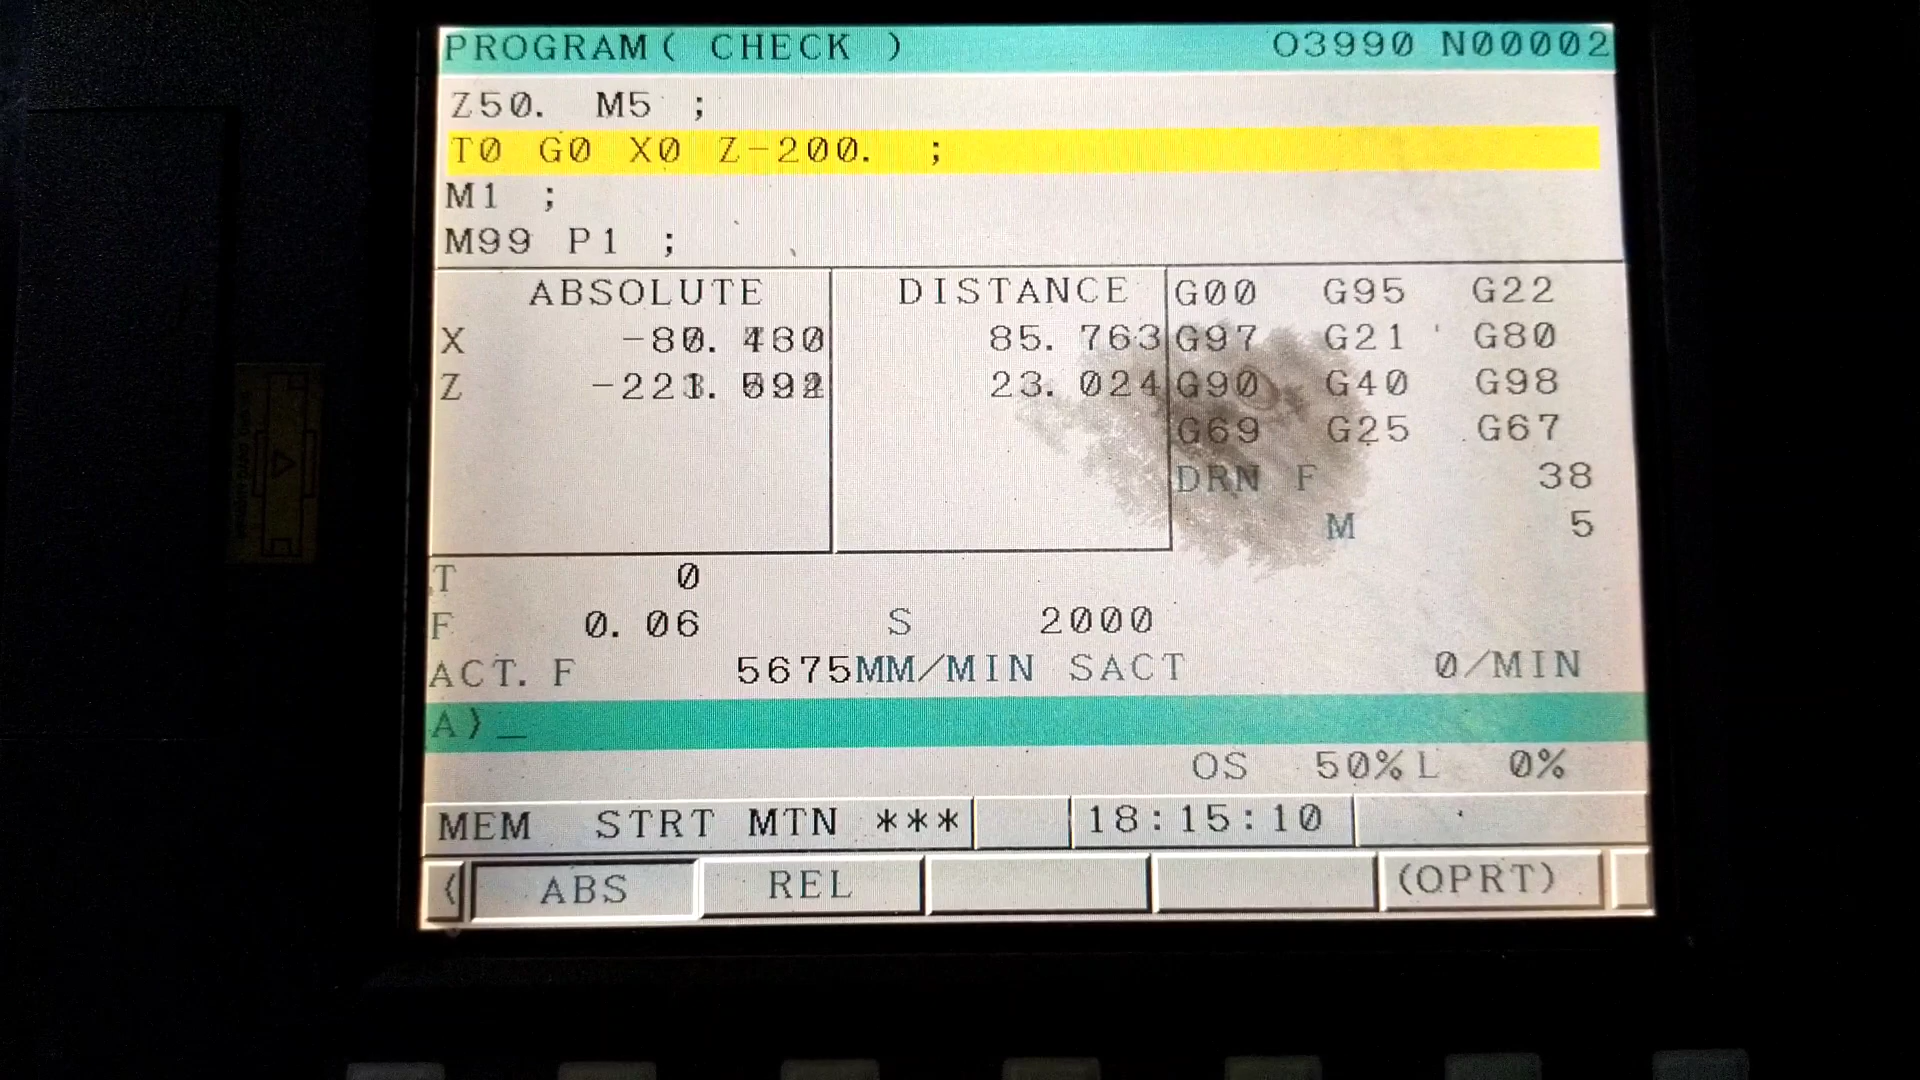 PROGRAM( CHECK ) O3990 N00002
Z50. M5 ;
T0 G0 X0 Z-200. ;
M1 ;
M99 P1 ;
ABSOLUTE DISTANCE G00 G95 G22
X 85.763 G97 G21 G80
Z 23.024 G90 G40 G98
G69 G25 G67
DRN F 38
M 5
T 0
F 0.06 S 2000
ACT. F 5675MM/MIN SACT 0/MIN
A)_
OS 50% L 0%
MEM STRT MTN *** 18:15:10
( ABS REL (OPRT)